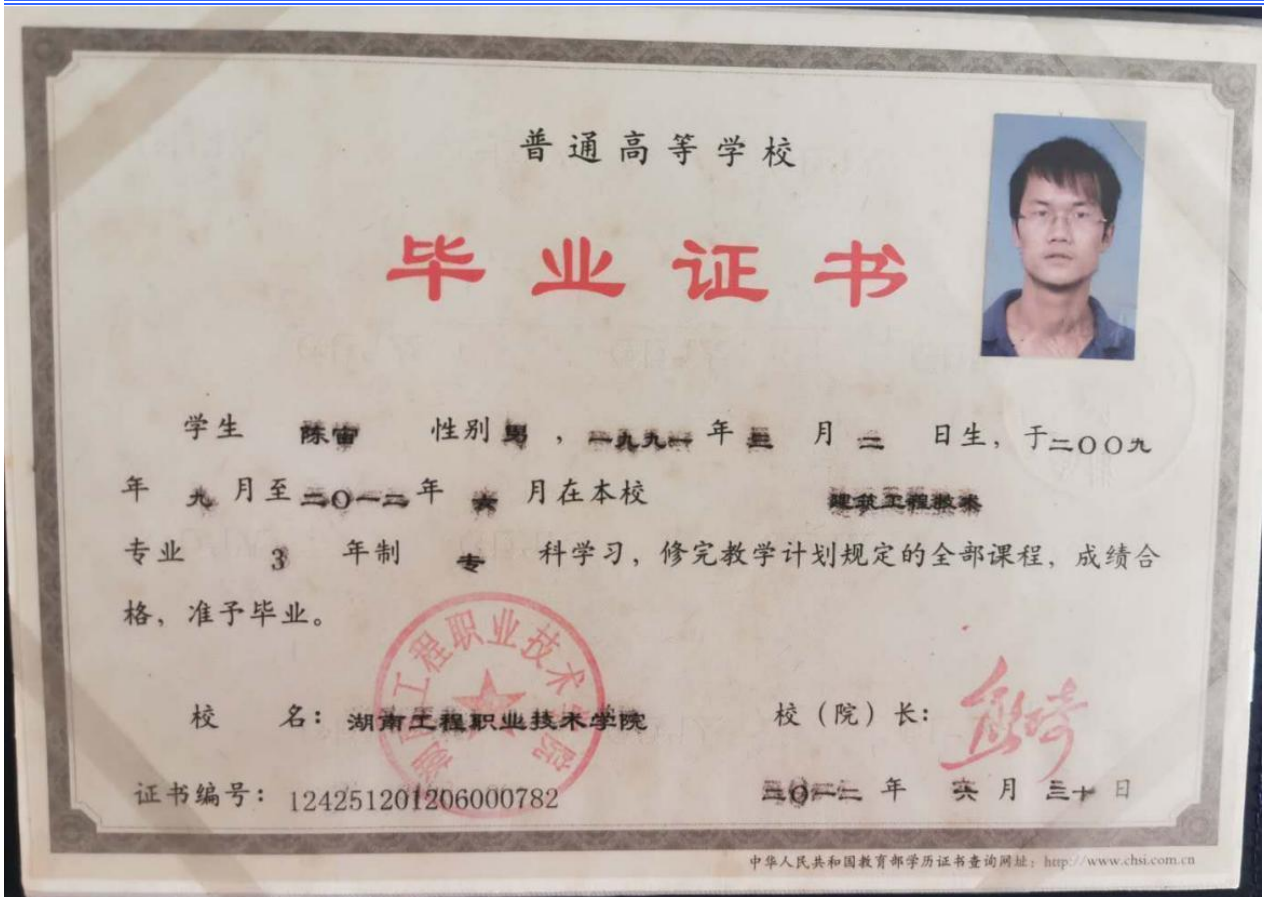 普通高等学校
毕业证书
学生 陈宙 性别 男，一九九一年 三 月 二 日生，于二〇〇九
年 九 月至二〇一二年 六 月在本校 建筑工程技术
专业 3 年制 专 科学习，修完教学计划规定的全部课程，成绩合
格，准予毕业。
校 名：湖南工程职业技术学院 校（院）长：
湖南工程职业技术学院
证书编号：124251201206000782 二〇一二年 六 月 三十 日
中华人民共和国教育部学历证书查询网址：http://www.chsi.com.cn